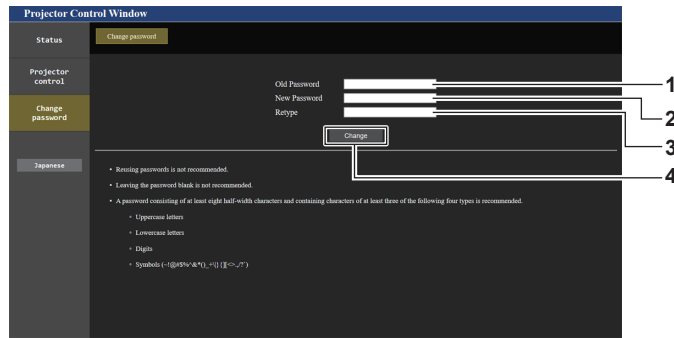 Projector Control Window
Status
Change password
Projector
control
Change
password
Japanese
Old Password
New Password
Retype
Change
1
2
3
4
• Reusing passwords is not recommended.
• Leaving the password blank is not recommended.
• A password consisting of at least eight half-width characters and containing characters of at least three of the following four types is recommended.
Uppercase letters
Lowercase letters
Digits
Symbols